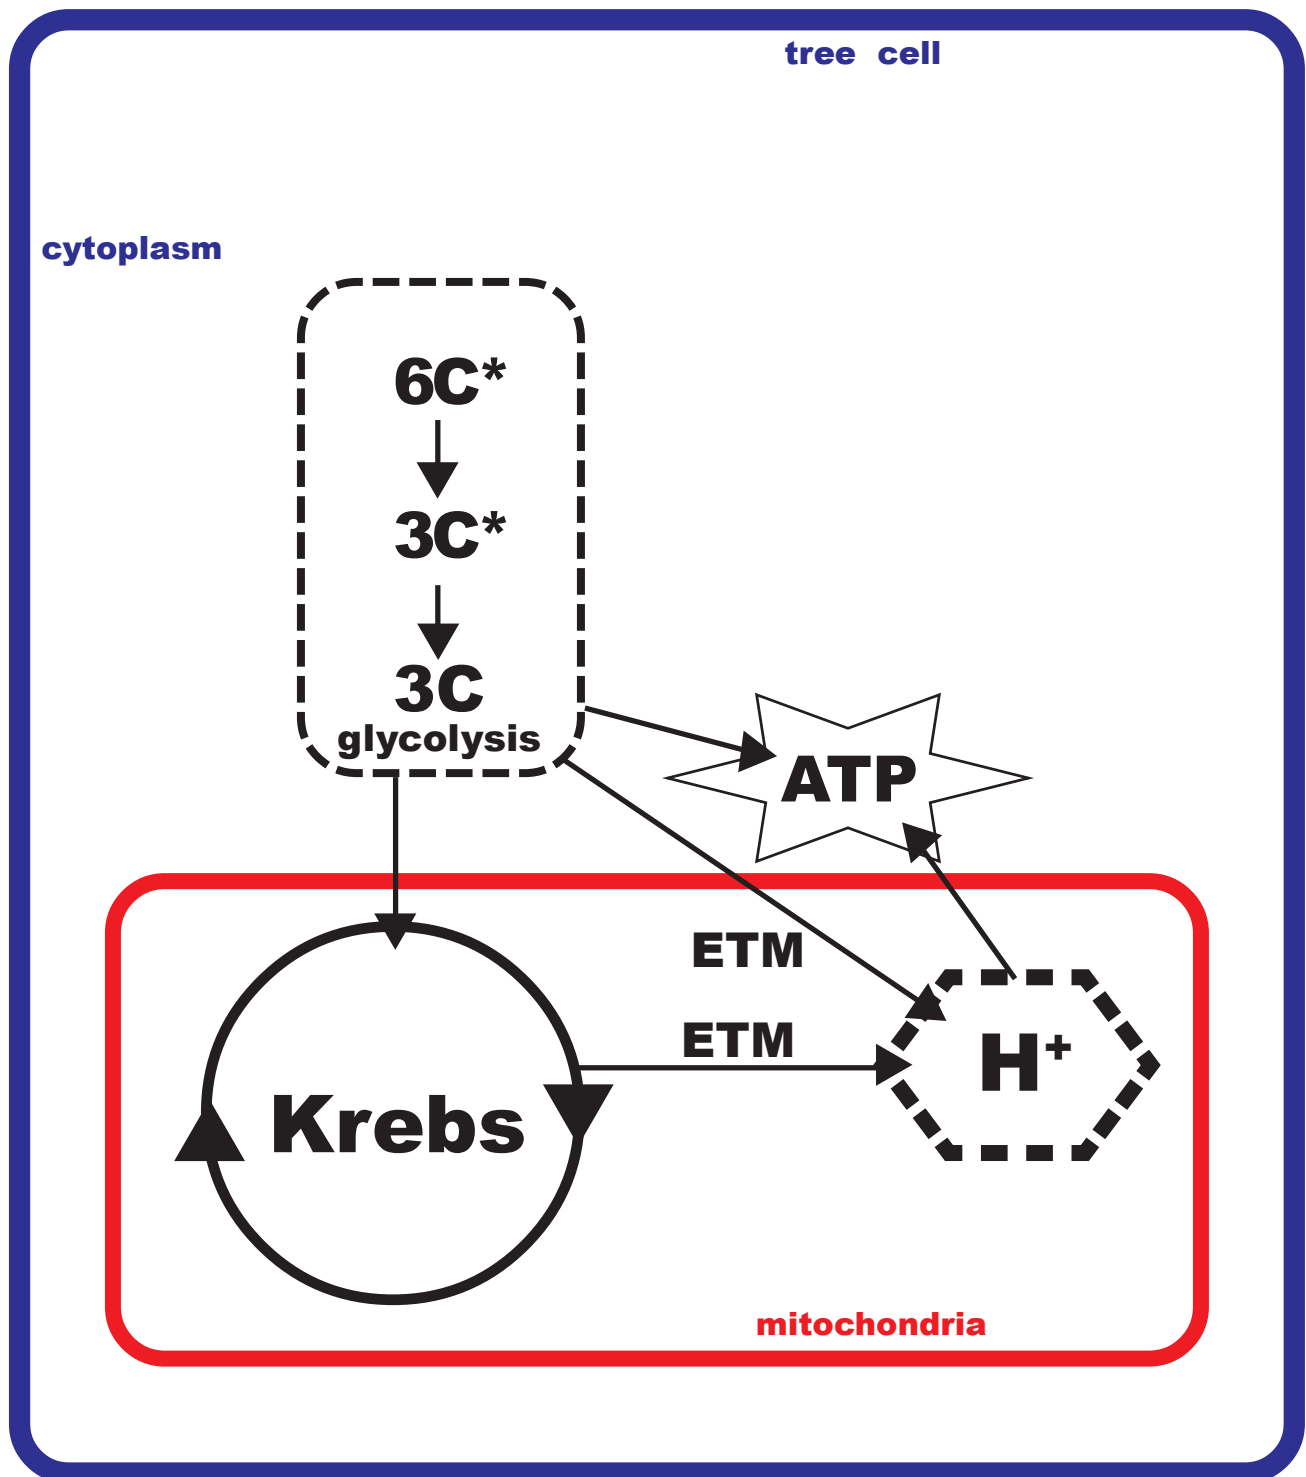 tree cell
cytoplasm
6C*
3C*
3C
glycolysis
ATP
ETM
ETM
H+
Krebs
mitochondria